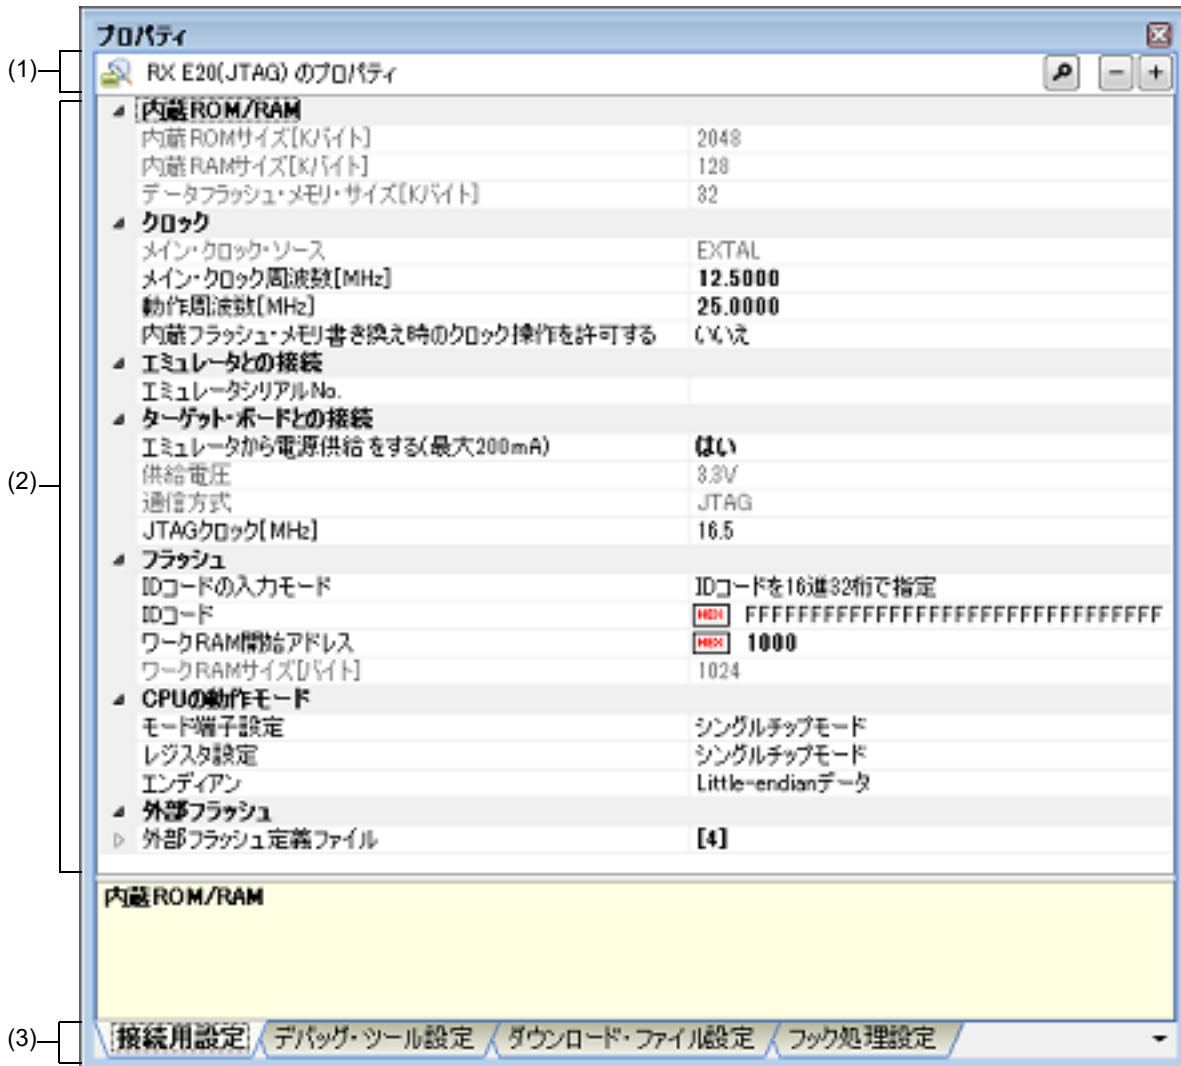 プロパティ
(1)
RX E20(JTAG) のプロパティ
(2)
内蔵ROM/RAM
内蔵ROMサイズ[Kバイト] 2048
内蔵RAMサイズ[Kバイト] 128
データフラッシュ・メモリ・サイズ[Kバイト] 32
クロック
メイン・クロック・ソース EXTAL
メイン・クロック周波数[MHz] 12.5000
動作周波数[MHz] 25.0000
内蔵フラッシュ・メモリ書き換え時のクロック操作を許可する いいえ
エミュレータとの接続
エミュレータシリアルNo.
ターゲット・ボードとの接続
エミュレータから電源供給をする(最大200mA) はい
供給電圧 3.3V
通信方式 JTAG
JTAGクロック[MHz] 16.5
フラッシュ
IDコードの入力モード IDコードを16進32桁で指定
IDコード HEX FFFFFFFFFFFFFFFFFFFFFFFFFFFFFFFF
ワークRAM開始アドレス HEX 1000
ワークRAMサイズ[バイト] 1024
CPUの動作モード
モード端子設定 シングルチップモード
レジスタ設定 シングルチップモード
エンディアン Little-endianデータ
外部フラッシュ
外部フラッシュ定義ファイル [4]
内蔵ROM/RAM
(3)
接続用設定 デバッグ・ツール設定 ダウンロード・ファイル設定 フック処理設定